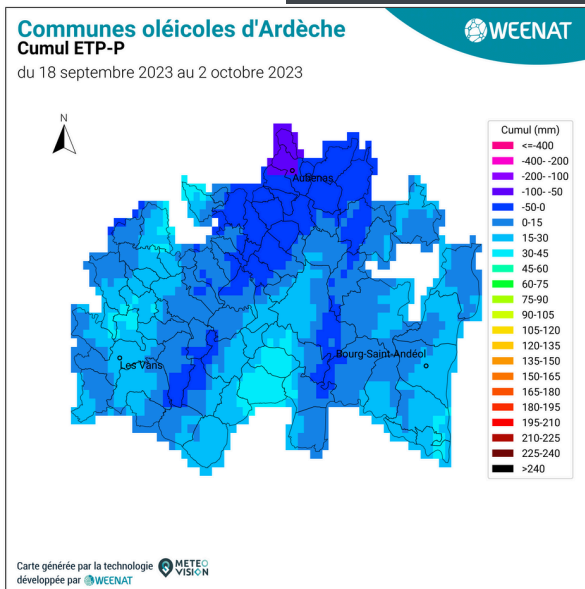 Communes oléicoles d'Ardèche
WEENAT
Cumul ETP-P
du 18 septembre 2023 au 2 octobre 2023
N
Cumul (mm)
<=-400
-400 -200
-200 -100
-100 -50
-50-0
0-15
15-30
30-45
45-60
60-75
75-90
90-105
105-120
120-135
135-150
150-165
165-180
180-195
195-210
210-225
225-240
>240
Aubenas
Bourg-Saint-Andéol
Les Vans
Carte générée par la technologie METEO VISION
développée par WEENAT